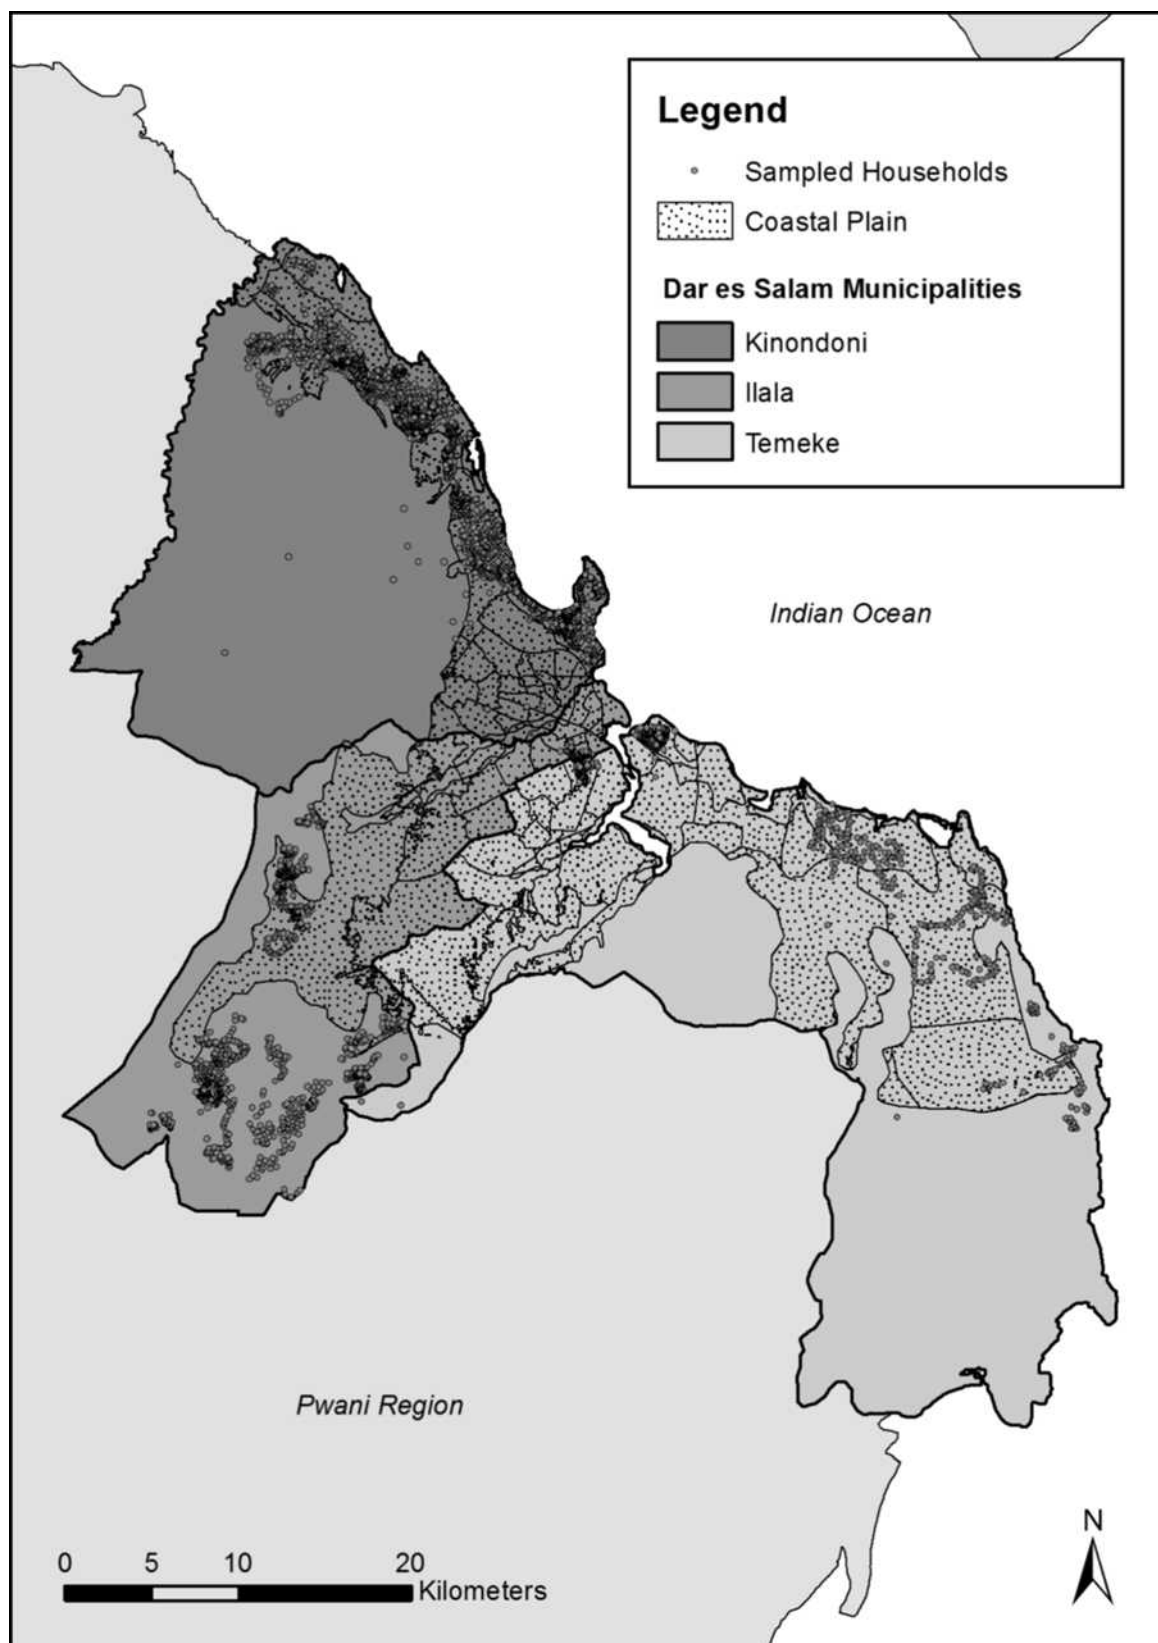 Legend
Sampled Households
Coastal Plain
Dar es Salam Municipalities
Kinondoni
Ilala
Temeke
Indian Ocean
Pwani Region
N
0 5 10 20
Kilometers